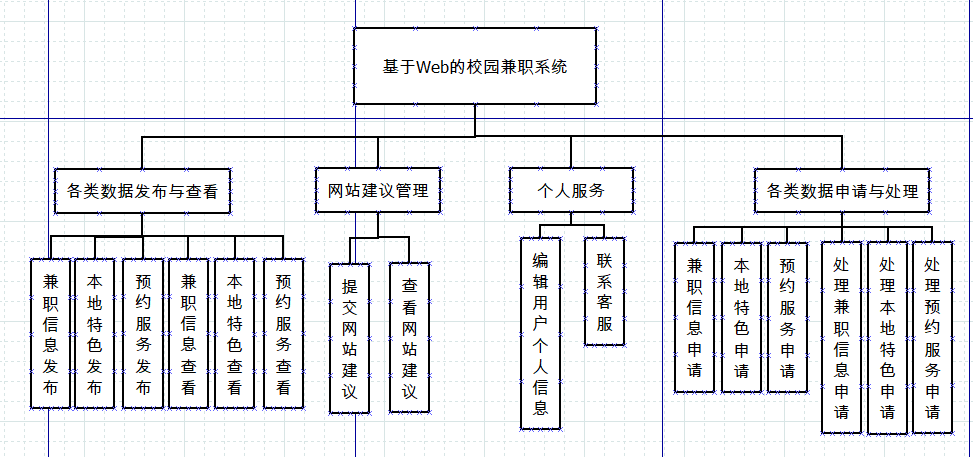 基于Web的校园兼职系统
各类数据发布与查看
网站建议管理
个人服务
各类数据申请与处理
兼职信息发布
本地特色发布
预约服务发布
兼职信息查看
本地特色查看
预约服务查看
提交网站建议
查看网站建议
编辑用户个人信息
联系客服
兼职信息申请
本地特色申请
预约服务申请
处理兼职信息申请
处理本地特色申请
处理预约服务申请